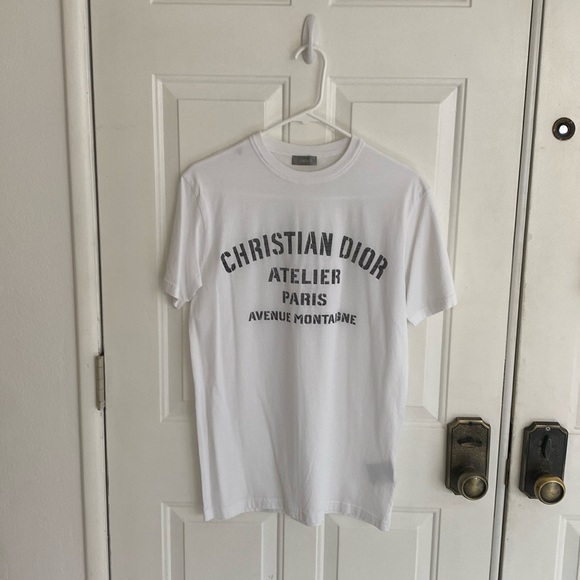 CHRISTIAN DIOR
ATELIER
PARIS
AVENUE MONTAIGNE